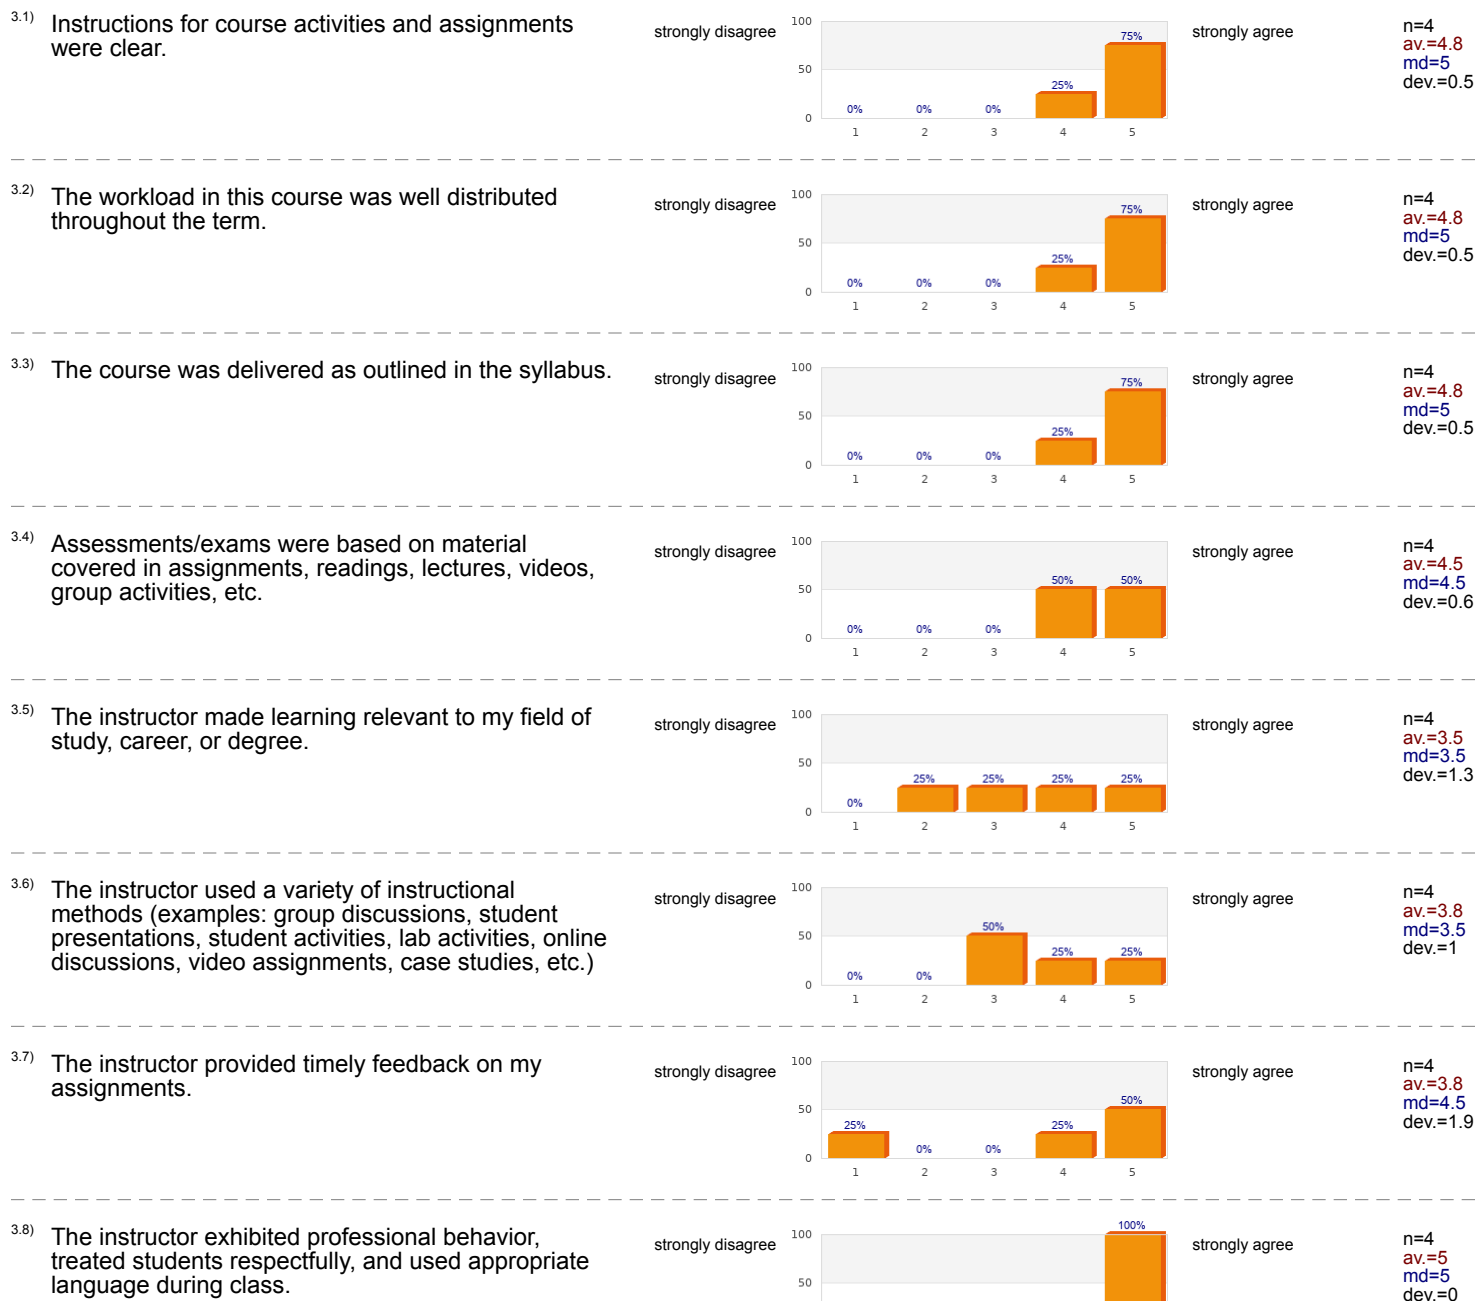 3.1) Instructions for course activities and assignments
were clear.
strongly disagree
100
50
0
0%
0%
0%
25%
75%
1 2 3 4 5
strongly agree
n=4
av.=4.8
md=5
dev.=0.5
3.2) The workload in this course was well distributed
throughout the term.
strongly disagree
100
50
0
0%
0%
0%
25%
75%
1 2 3 4 5
strongly agree
n=4
av.=4.8
md=5
dev.=0.5
3.3) The course was delivered as outlined in the syllabus.
strongly disagree
100
50
0
0%
0%
0%
25%
75%
1 2 3 4 5
strongly agree
n=4
av.=4.8
md=5
dev.=0.5
3.4) Assessments/exams were based on material
covered in assignments, readings, lectures, videos,
group activities, etc.
strongly disagree
100
50
0
0%
0%
0%
50%
50%
1 2 3 4 5
strongly agree
n=4
av.=4.5
md=4.5
dev.=0.6
3.5) The instructor made learning relevant to my field of
study, career, or degree.
strongly disagree
100
50
0
0%
25%
25%
25%
25%
1 2 3 4 5
strongly agree
n=4
av.=3.5
md=3.5
dev.=1.3
3.6) The instructor used a variety of instructional
methods (examples: group discussions, student
presentations, student activities, lab activities, online
discussions, video assignments, case studies, etc.)
strongly disagree
100
50
0
0%
0%
50%
25%
25%
1 2 3 4 5
strongly agree
n=4
av.=3.8
md=3.5
dev.=1
3.7) The instructor provided timely feedback on my
assignments.
strongly disagree
100
50
0
25%
0%
0%
25%
50%
1 2 3 4 5
strongly agree
n=4
av.=3.8
md=4.5
dev.=1.9
3.8) The instructor exhibited professional behavior,
treated students respectfully, and used appropriate
language during class.
strongly disagree
100
50
100%
strongly agree
n=4
av.=5
md=5
dev.=0